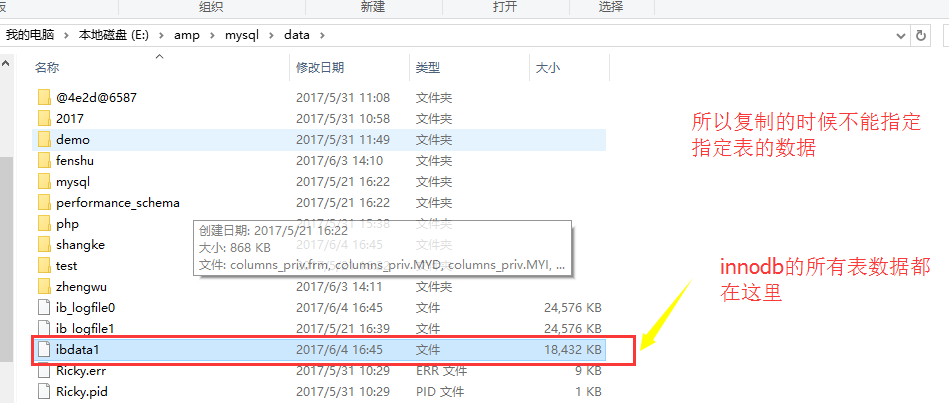 组织
新建
打开
选择
我的电脑 > 本地磁盘 (E:) > amp > mysql > data >
名称 修改日期 类型 大小
@4e2d@6587 2017/5/31 11:08 文件夹
2017 2017/5/31 10:58 文件夹
demo 2017/5/31 11:49 文件夹
fenshu 2017/6/3 14:10 文件夹
mysql 2017/5/21 16:22 文件夹
performance_schema 2017/5/21 16:22 文件夹
php 2017/5/31 15:38 文件夹
shangke 2017/6/4 16:45 文件夹
test 文件夹
zhengwu 2017/6/3 14:11 文件夹
ib_logfile0 2017/6/4 16:45 文件 24,576 KB
ib_logfile1 2017/5/21 16:39 文件 24,576 KB
ibdata1 2017/6/4 16:45 文件 18,432 KB
Ricky.err 2017/5/31 10:29 ERR 文件 9 KB
Ricky.pid 2017/5/31 10:29 PID 文件 1 KB
创建日期: 2017/5/21 16:22
大小: 868 KB
文件: columns_priv.frm, columns_priv.MYD, columns_priv.MYI, ...
所以复制的时候不能指定
指定表的数据
innodb的所有表数据都
在这里